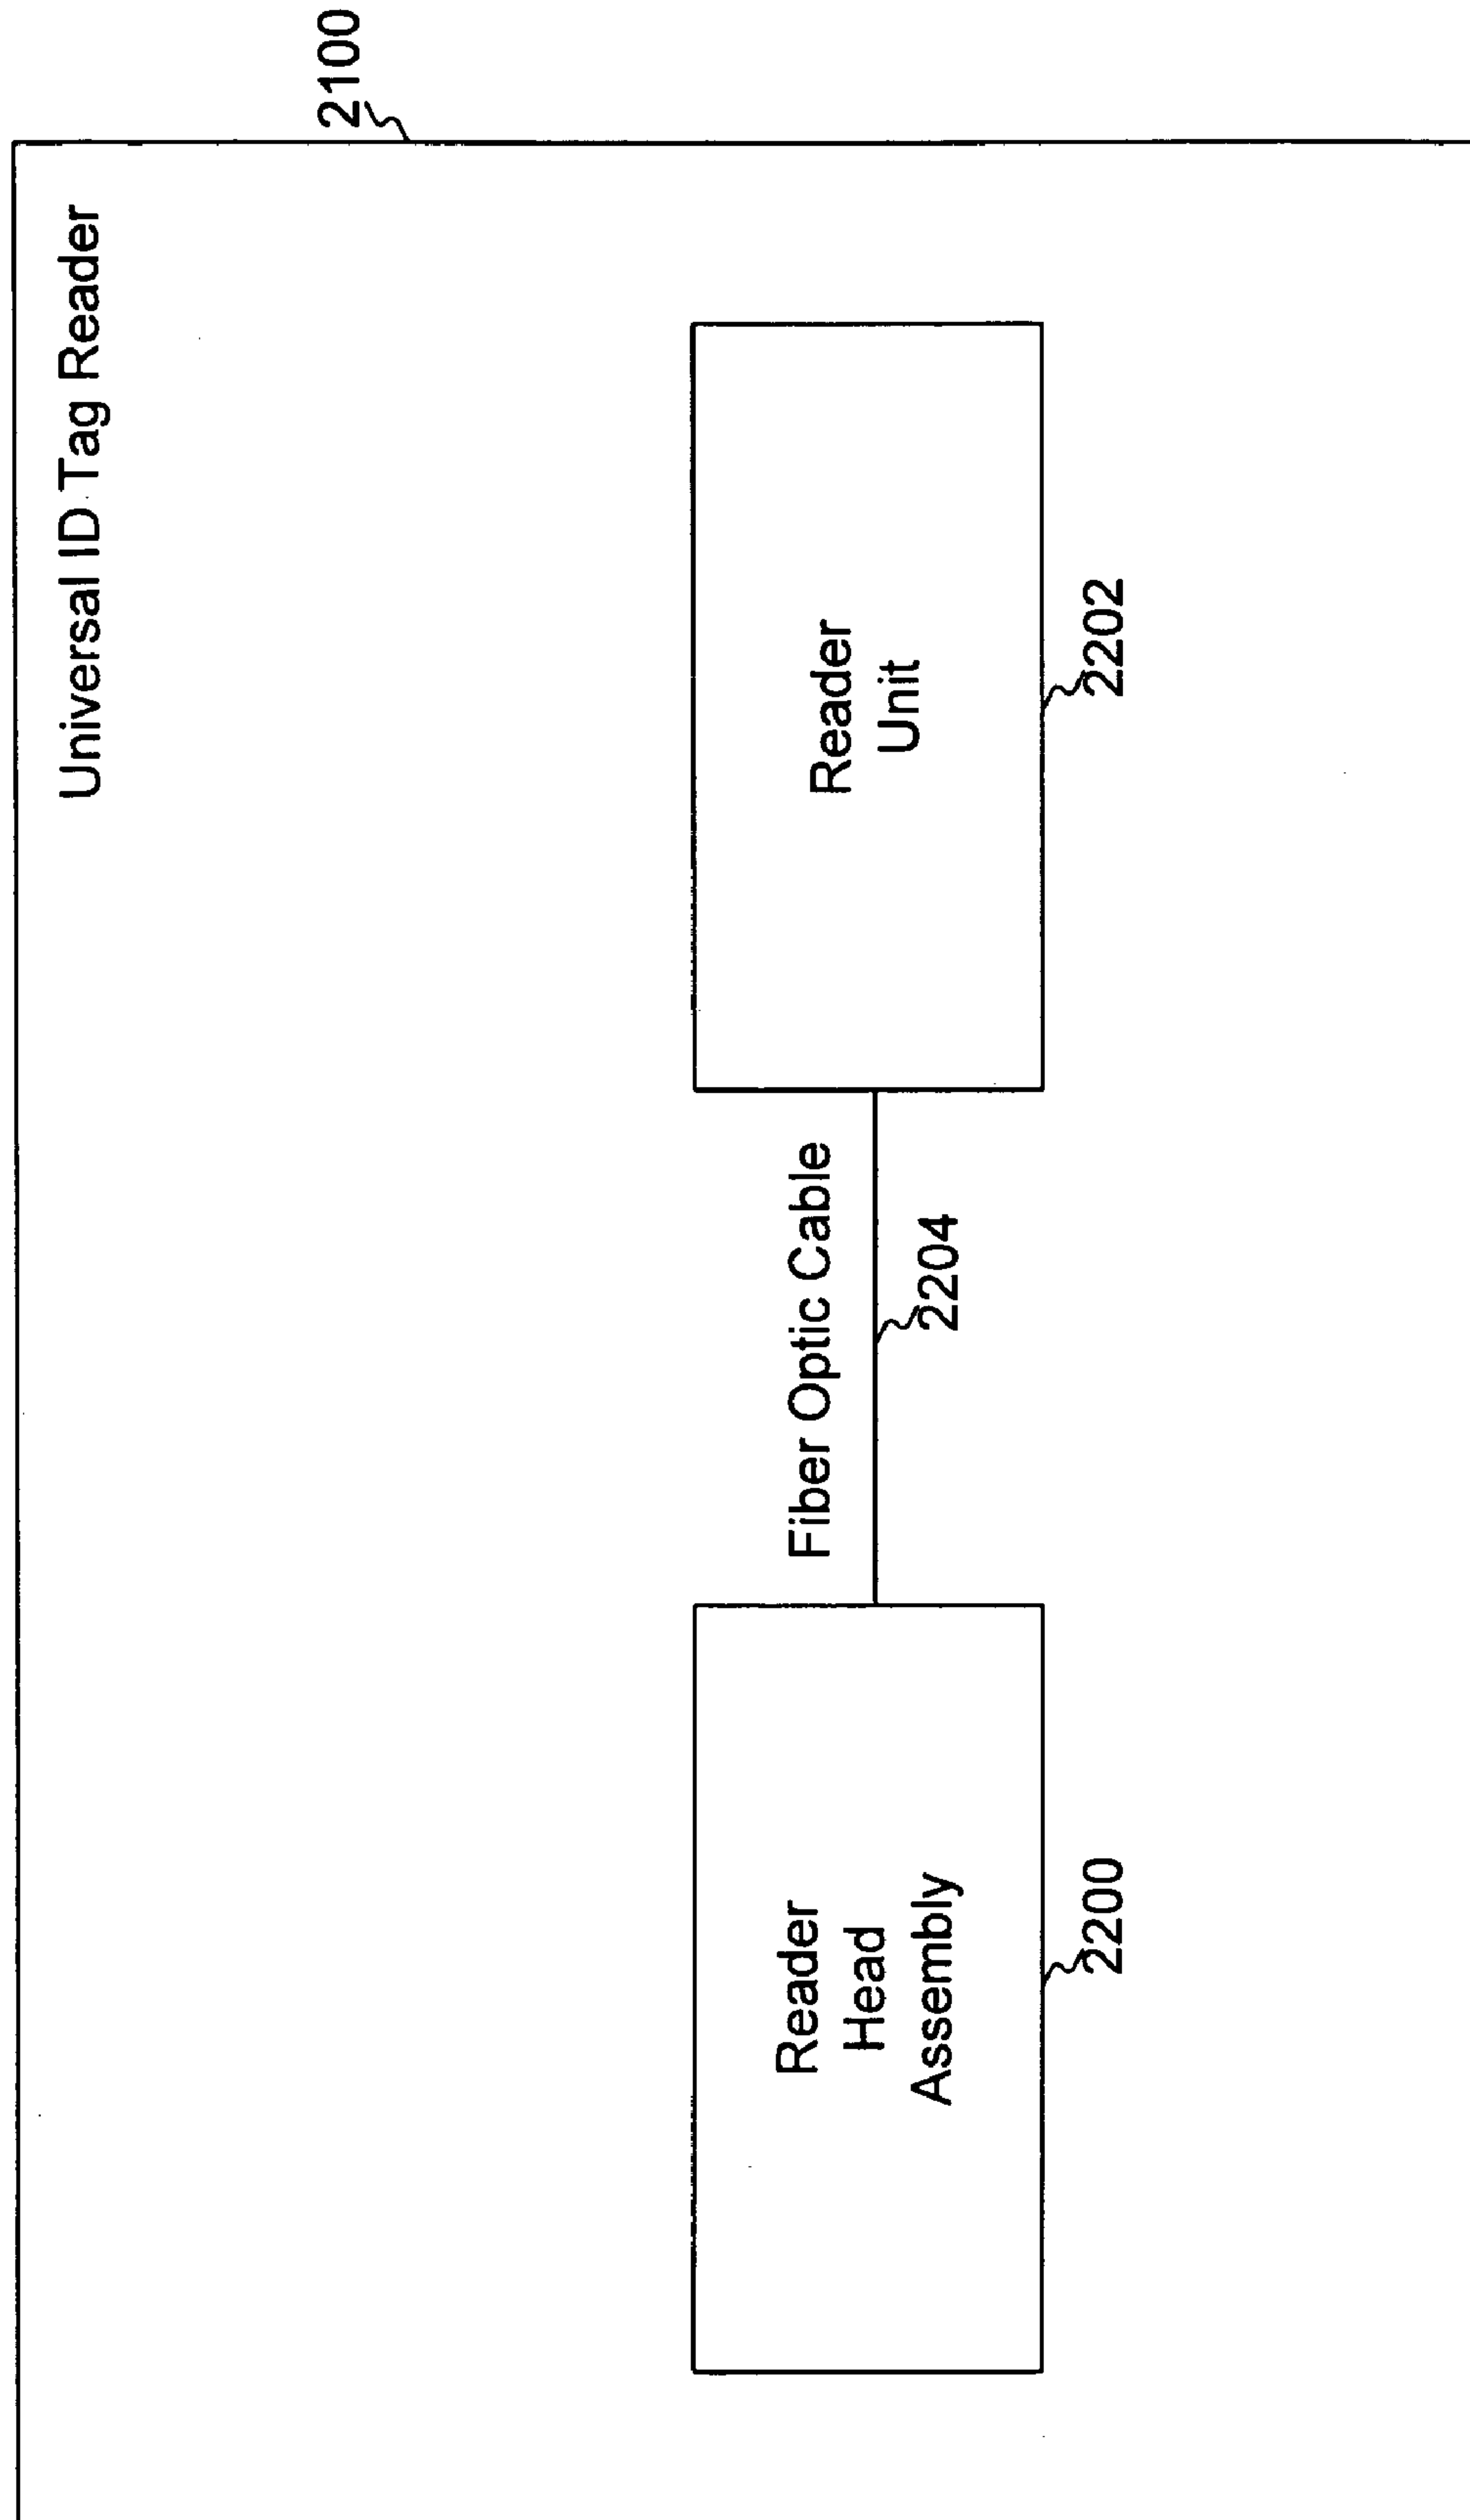 2100
Universal ID Tag Reader
Reader
Head
Assembly
2200
Fiber Optic Cable
2204
Reader
Unit
2202